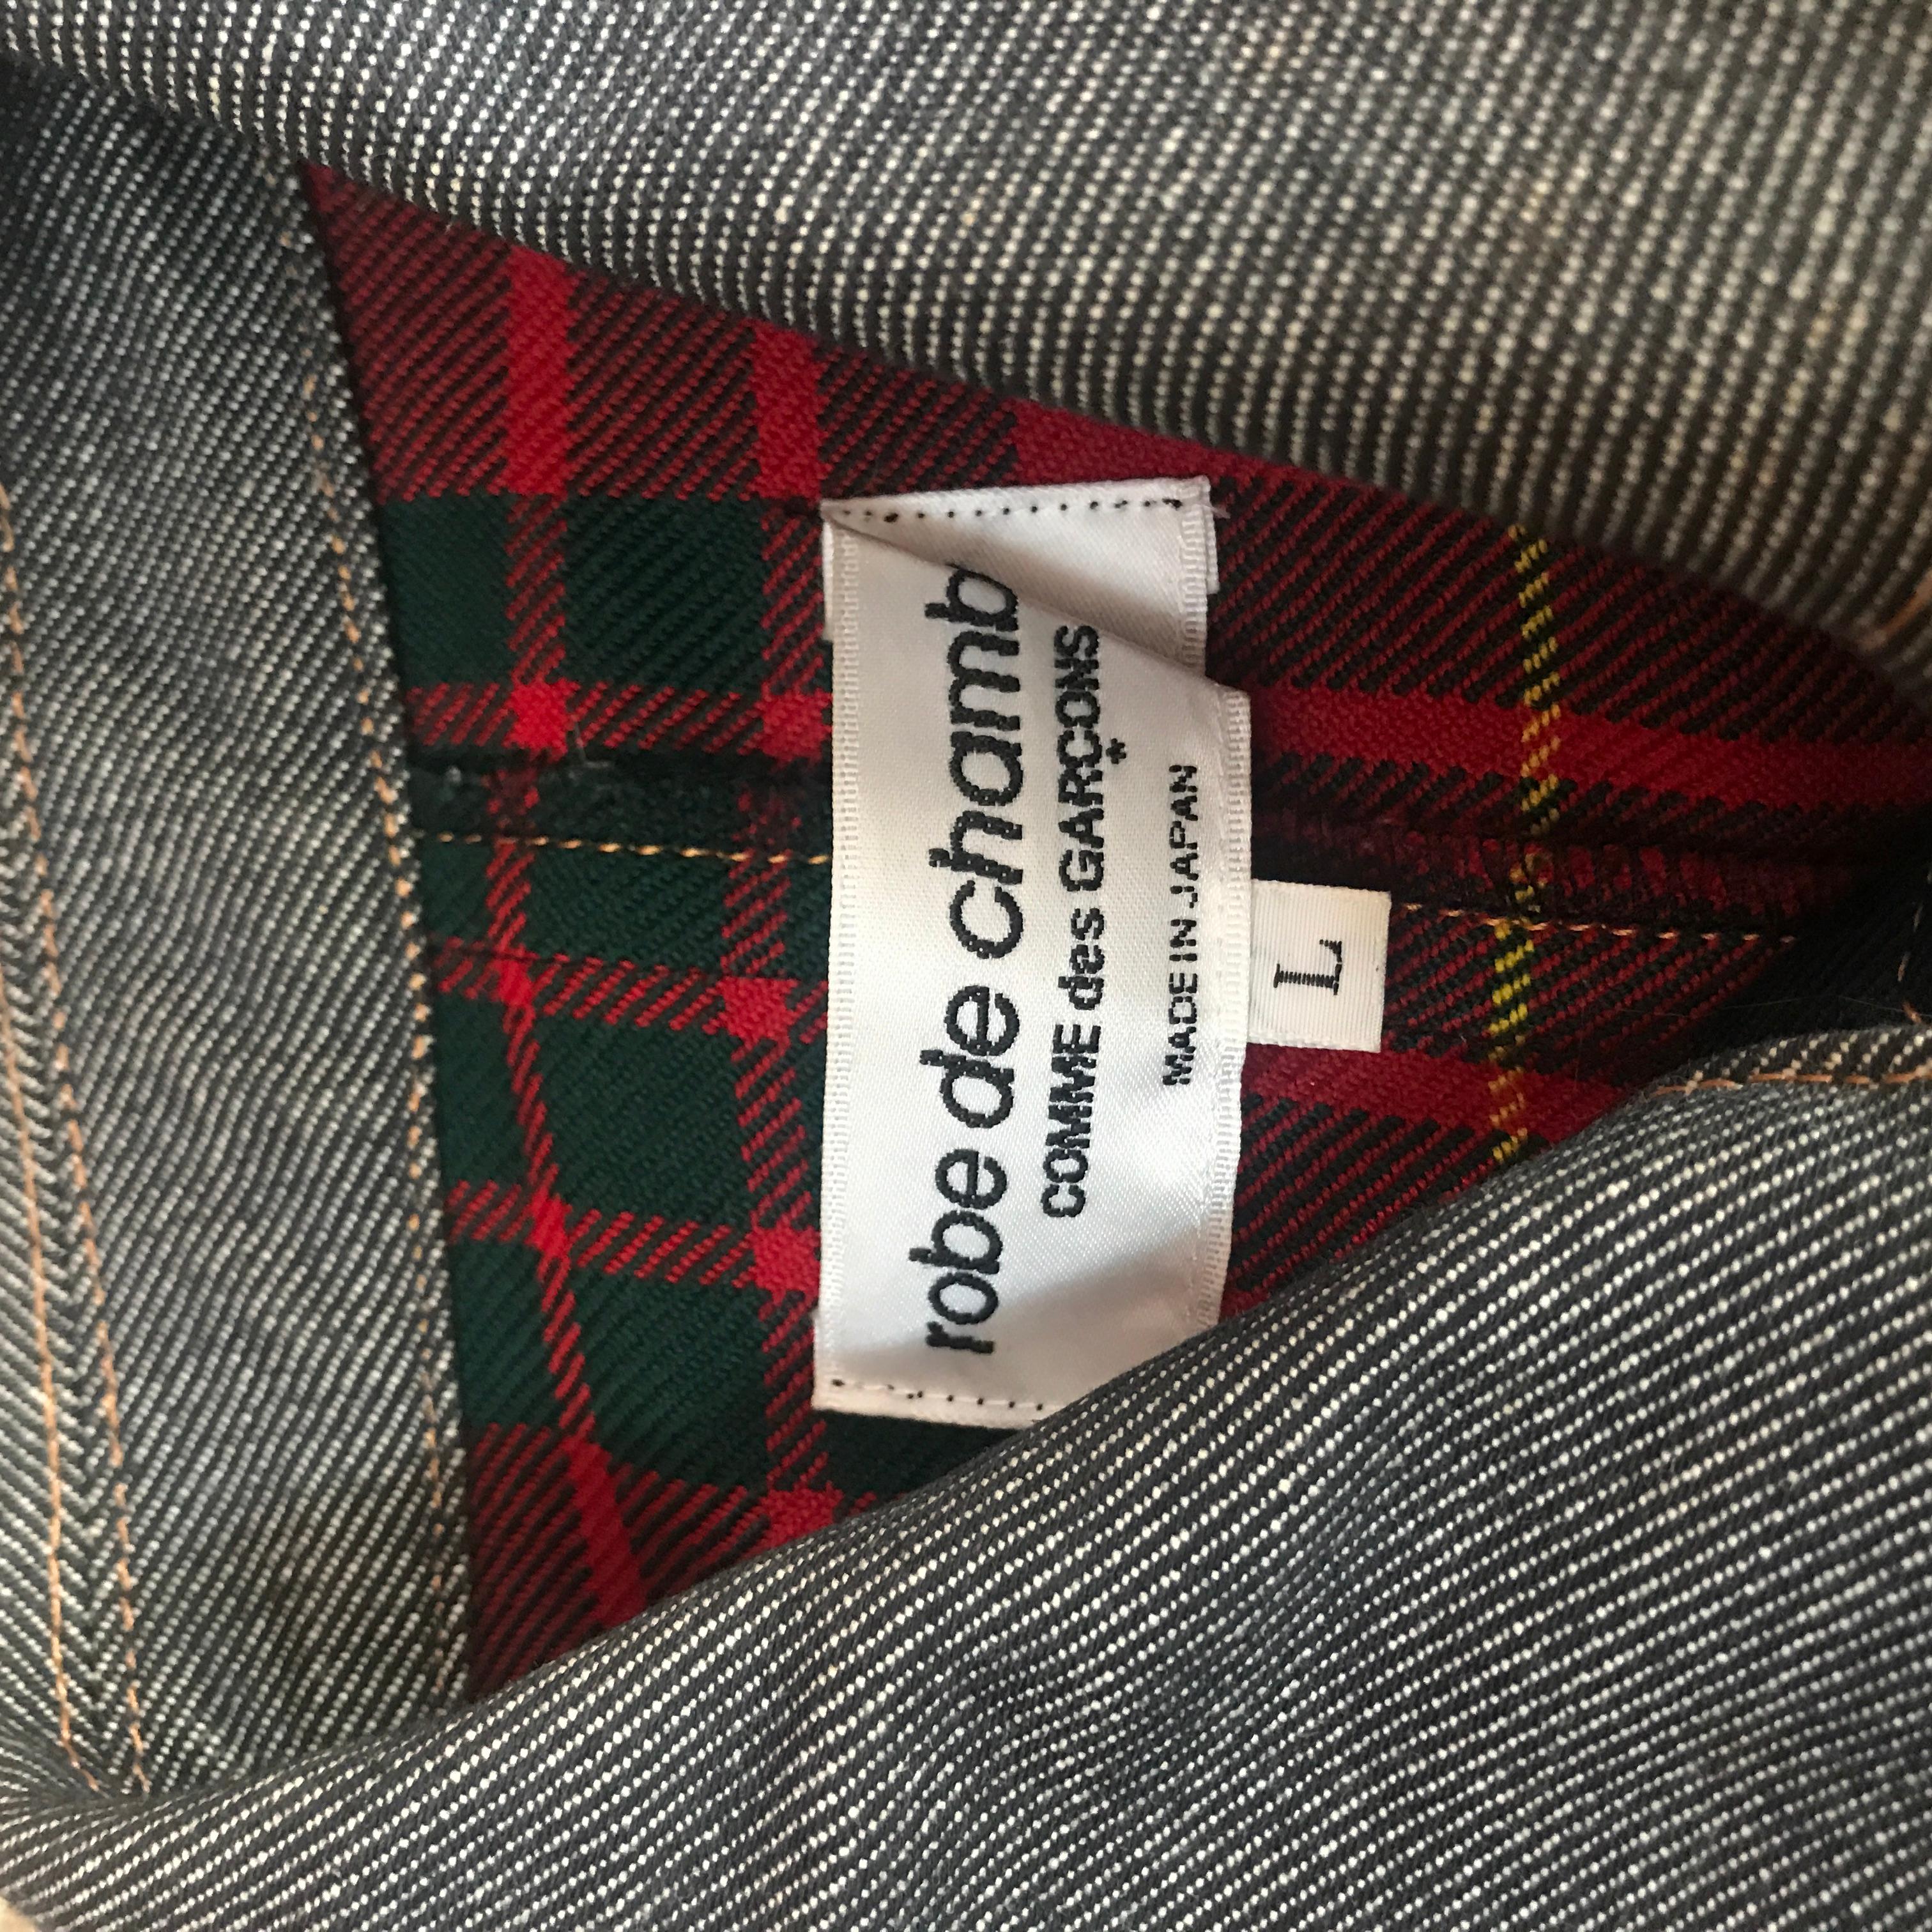 robe de chamb
COMME des GARÇONS
MADE IN JAPAN
L